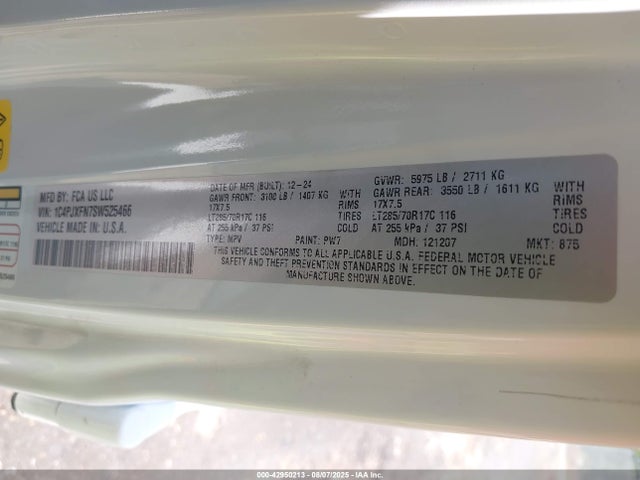 MFD BY: FCA US LLC
VIN: 1C4PJXFN7SW525466
MADE IN: U.S.A.
DATE OF MFR (BUILT): 12-24
GAWR FRONT: 3100 LB / 1407 KG WITH
17X7.5 RIMS
LT285/70R17C 116 TIRES
AT 255 kPa / 37 PSI COLD
GVWR: 5975 LB / 2711 KG
GAWR REAR: 3550 LB / 1611 KG WITH
17X7.5 RIMS
LT285/70R17C 116 TIRES
AT 255 kPa / 37 PSI COLD
TYPE: MPV PAINT: PW7 MDH: 121207 MKT: 875
THIS VEHICLE CONFORMS TO ALL APPLICABLE U.S.A. FEDERAL MOTOR VEHICLE
SAFETY AND THEFT PREVENTION STANDARDS IN EFFECT ON THE DATE OF
MANUFACTURE SHOWN ABOVE.
000-42950213 - 08/07/2025 - IAAI.COM